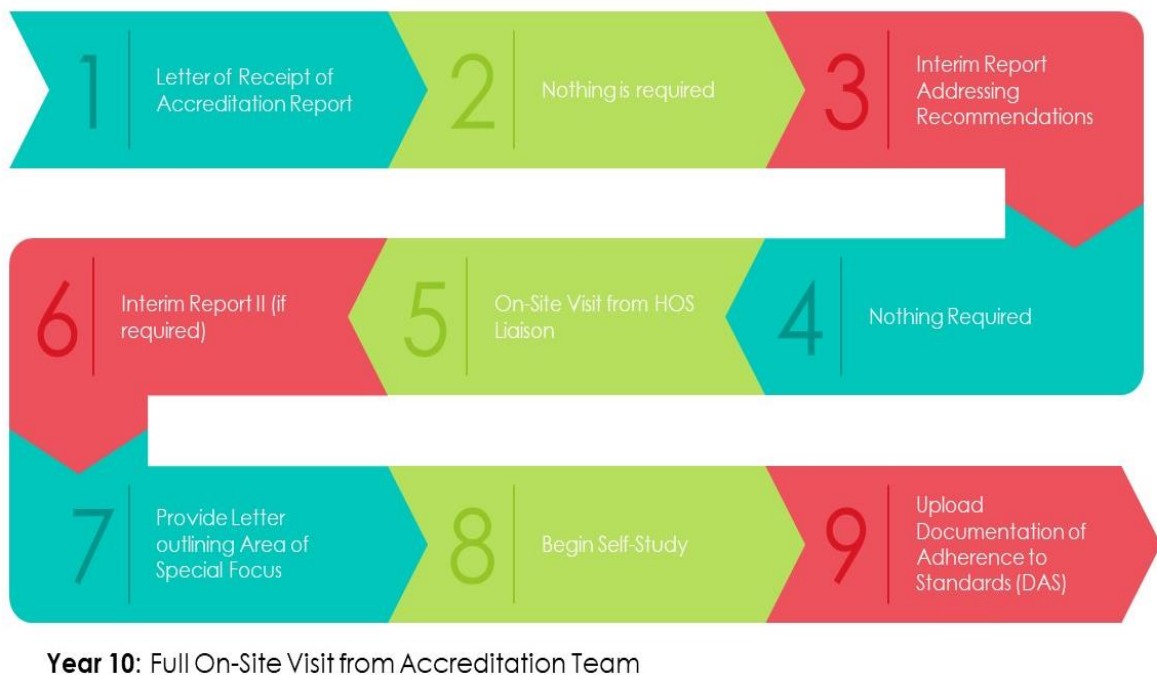 1
Letter of Receipt of
Accreditation Report
2
Nothing is required
3
Interim Report
Addressing
Recommendations
4
Nothing Required
5
On-Site Visit from HOS
Liaison
6
Interim Report II (if
required)
7
Provide Letter
outlining Area of
Special Focus
8
Begin Self-Study
9
Upload
Documentation of
Adherence to
Standards (DAS)
Year 10: Full On-Site Visit from Accreditation Team